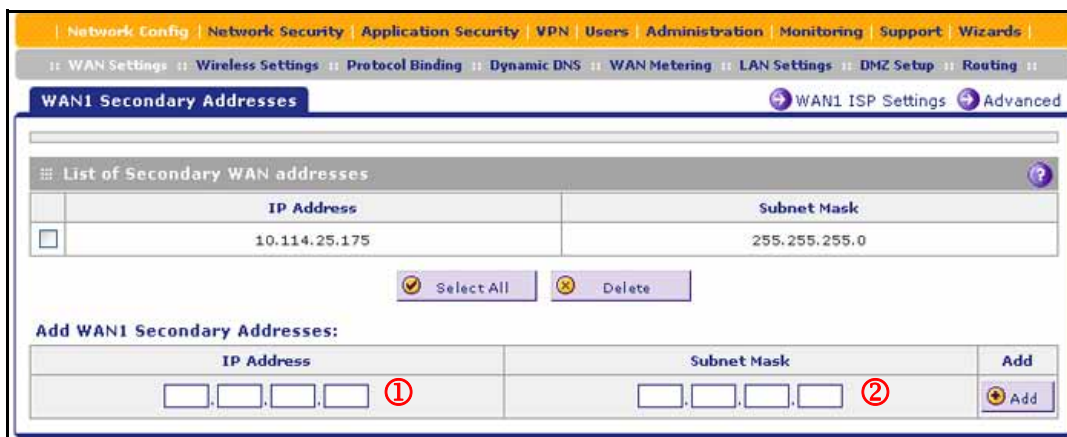 | Network Config | Network Security | Application Security | VPN | Users | Administration | Monitoring | Support | Wizards |
:: WAN Settings :: Wireless Settings :: Protocol Binding :: Dynamic DNS :: WAN Metering :: LAN Settings :: DMZ Setup :: Routing ::
WAN1 Secondary Addresses WAN1 ISP Settings Advanced
List of Secondary WAN addresses ?
IP Address Subnet Mask
10.114.25.175 255.255.255.0
Select All Delete
Add WAN1 Secondary Addresses:
IP Address Subnet Mask Add
. . . ① . . . ② Add